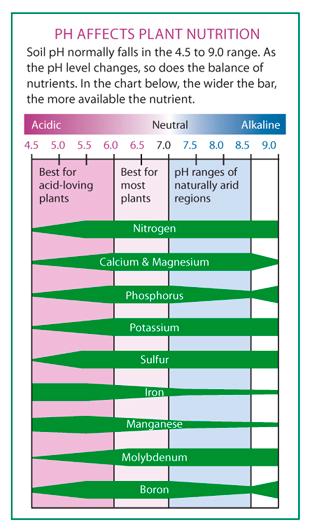 PH AFFECTS PLANT NUTRITION
Soil pH normally falls in the 4.5 to 9.0 range. As
the pH level changes, so does the balance of
nutrients. In the chart below, the wider the bar,
the more available the nutrient.
Acidic Neutral Alkaline
4.5 5.0 5.5 6.0 6.5 7.0 7.5 8.0 8.5 9.0
Best for
acid-loving
plants
Best for
most
plants
pH ranges of
naturally arid
regions
Nitrogen
Calcium & Magnesium
Phosphorus
Potassium
Sulfur
Iron
Manganese
Molybdenum
Boron